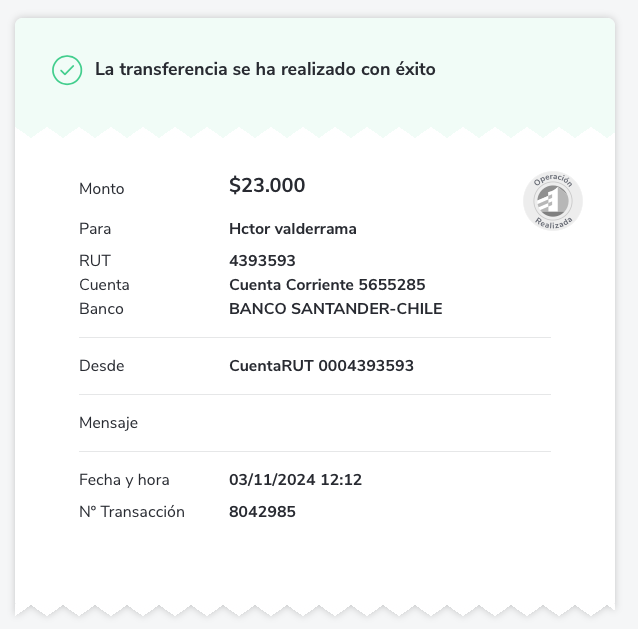 La transferencia se ha realizado con éxito
Monto $23.000
Operación
Realizada
Para Hctor valderrama
RUT 4393593
Cuenta Cuenta Corriente 5655285
Banco BANCO SANTANDER-CHILE
Desde CuentaRUT 0004393593
Mensaje
Fecha y hora 03/11/2024 12:12
Nº Transacción 8042985